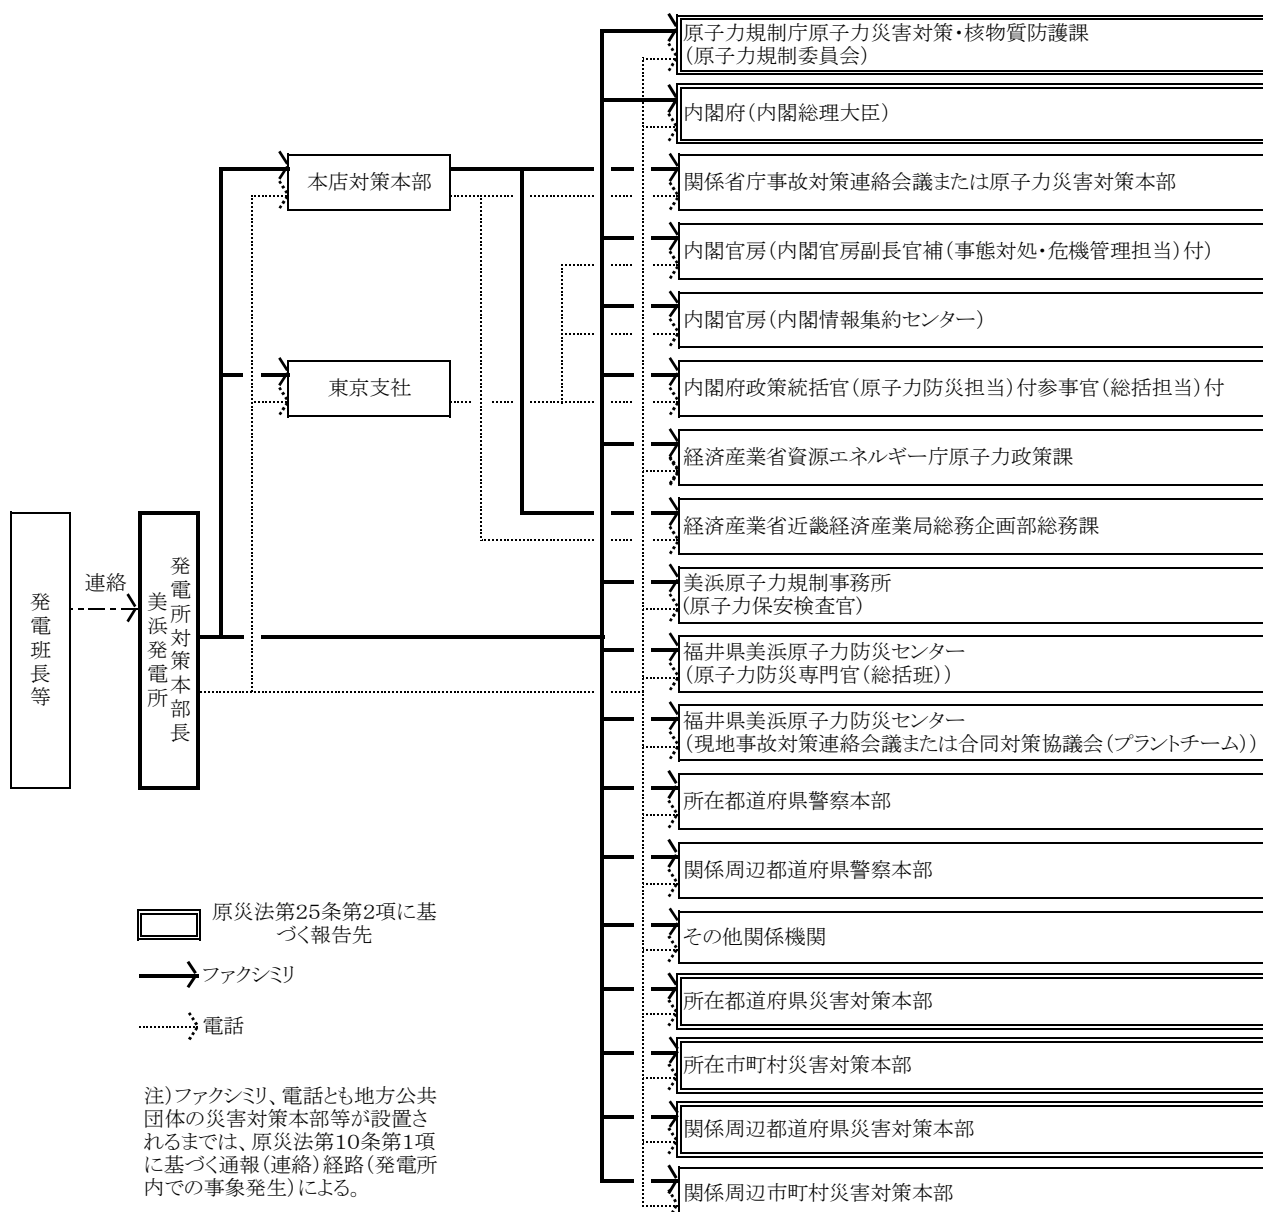 原子力規制庁原子力災害対策・核物質防護課
(原子力規制委員会)
内閣府(内閣総理大臣)
本店対策本部
関係省庁事故対策連絡会議または原子力災害対策本部
内閣官房(内閣官房副長官補(事態対処・危機管理担当)付)
内閣官房(内閣情報集約センター)
東京支社
内閣府政策統括官(原子力防災担当)付参事官(総括担当)付
経済産業省資源エネルギー庁原子力政策課
経済産業省近畿経済産業局総務企画部総務課
発電班長等
連絡
発電所対策本部長
美浜発電所
美浜原子力規制事務所
(原子力保安検査官)
福井県美浜原子力防災センター
(原子力防災専門官(総括班))
福井県美浜原子力防災センター
(現地事故対策連絡会議または合同対策協議会(プラントチーム))
所在都道府県警察本部
関係周辺都道府県警察本部
その他関係機関
所在都道府県災害対策本部
所在市町村災害対策本部
関係周辺都道府県災害対策本部
関係周辺市町村災害対策本部
原災法第25条第2項に基
づく報告先
ファクシミリ
電話
注)ファクシミリ、電話とも地方公共
団体の災害対策本部等が設置さ
れるまでは、原災法第10条第1項
に基づく通報(連絡)経路(発電所
内での事象発生)による。